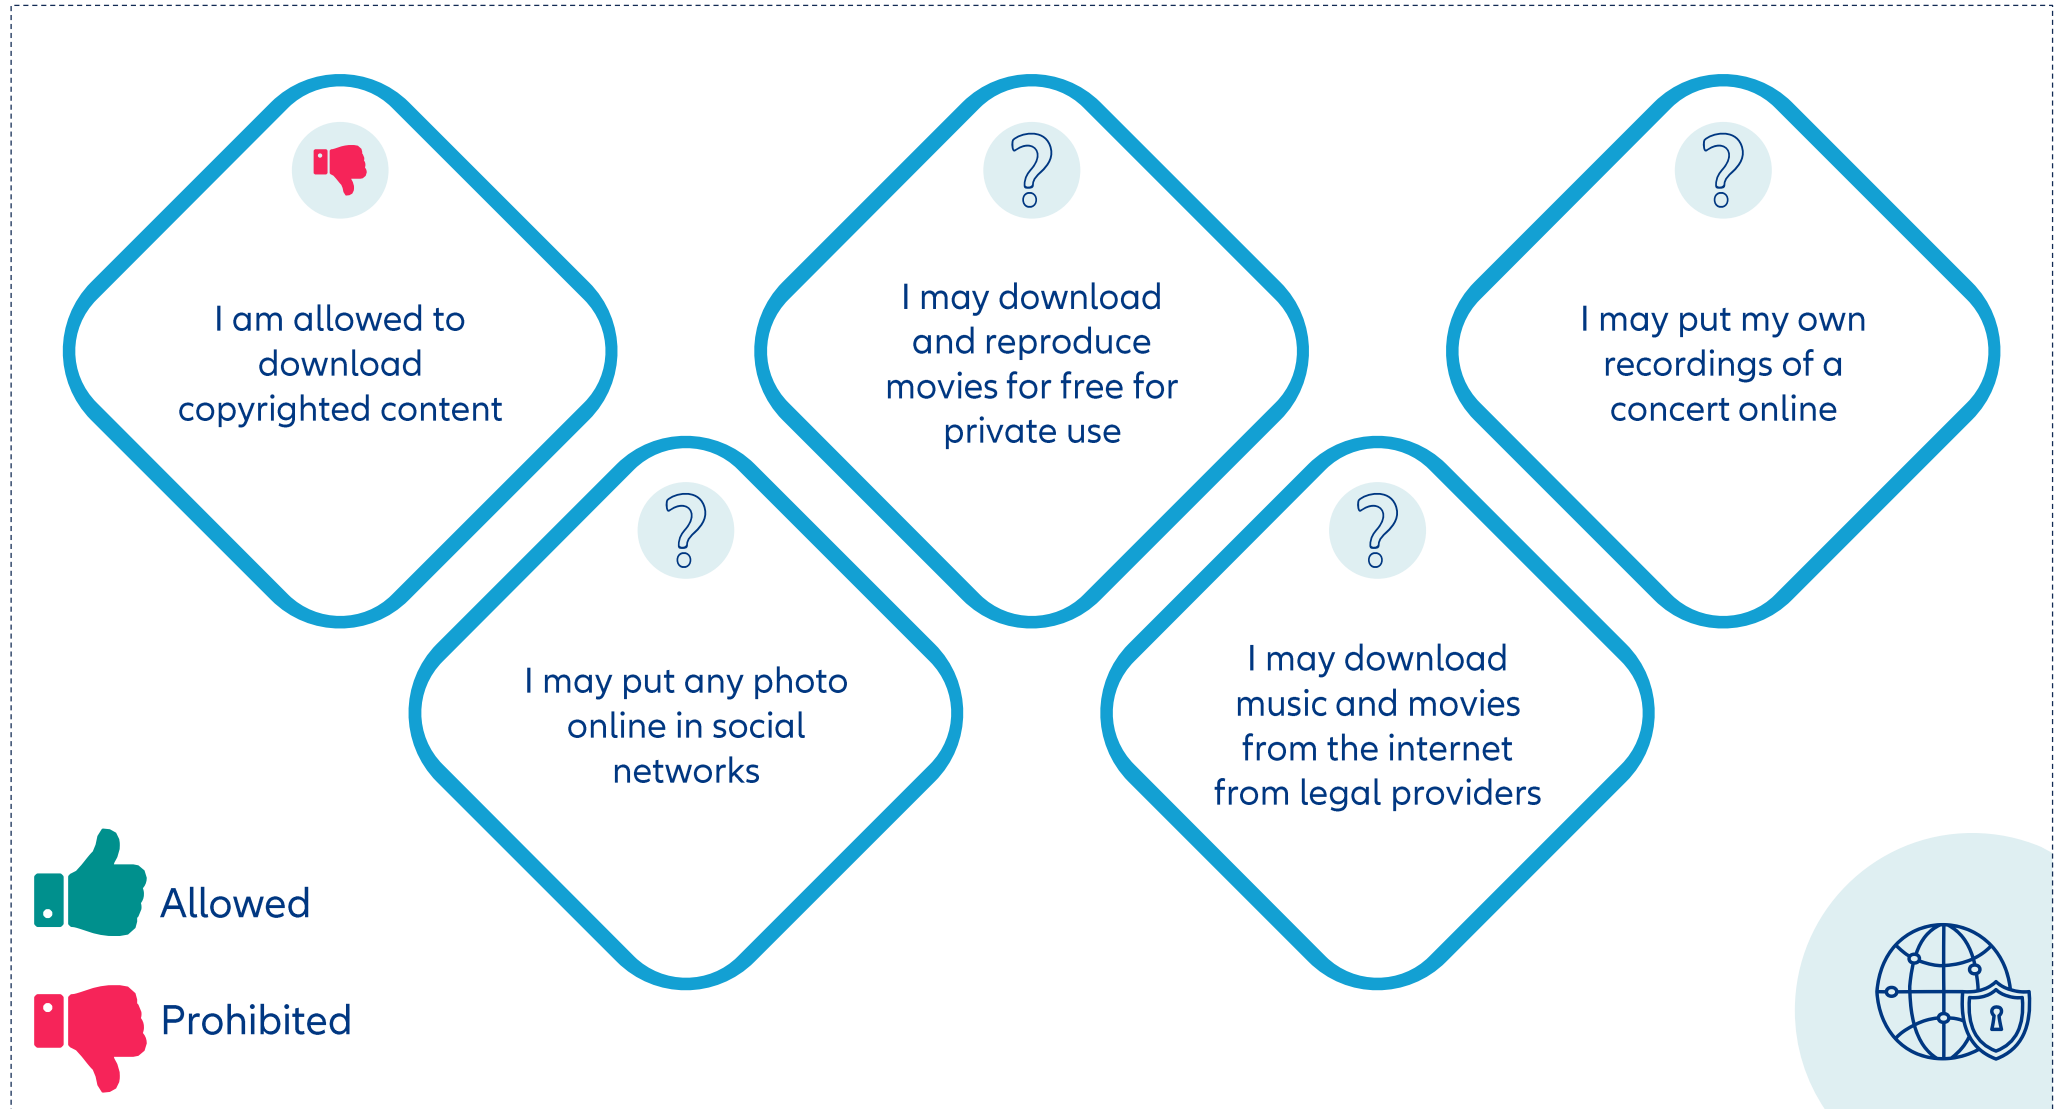 I am allowed to
download
copyrighted content
I may put any photo
online in social
networks
I may download
and reproduce
movies for free for
private use
I may download
music and movies
from the internet
from legal providers
I may put my own
recordings of a
concert online
Allowed
Prohibited